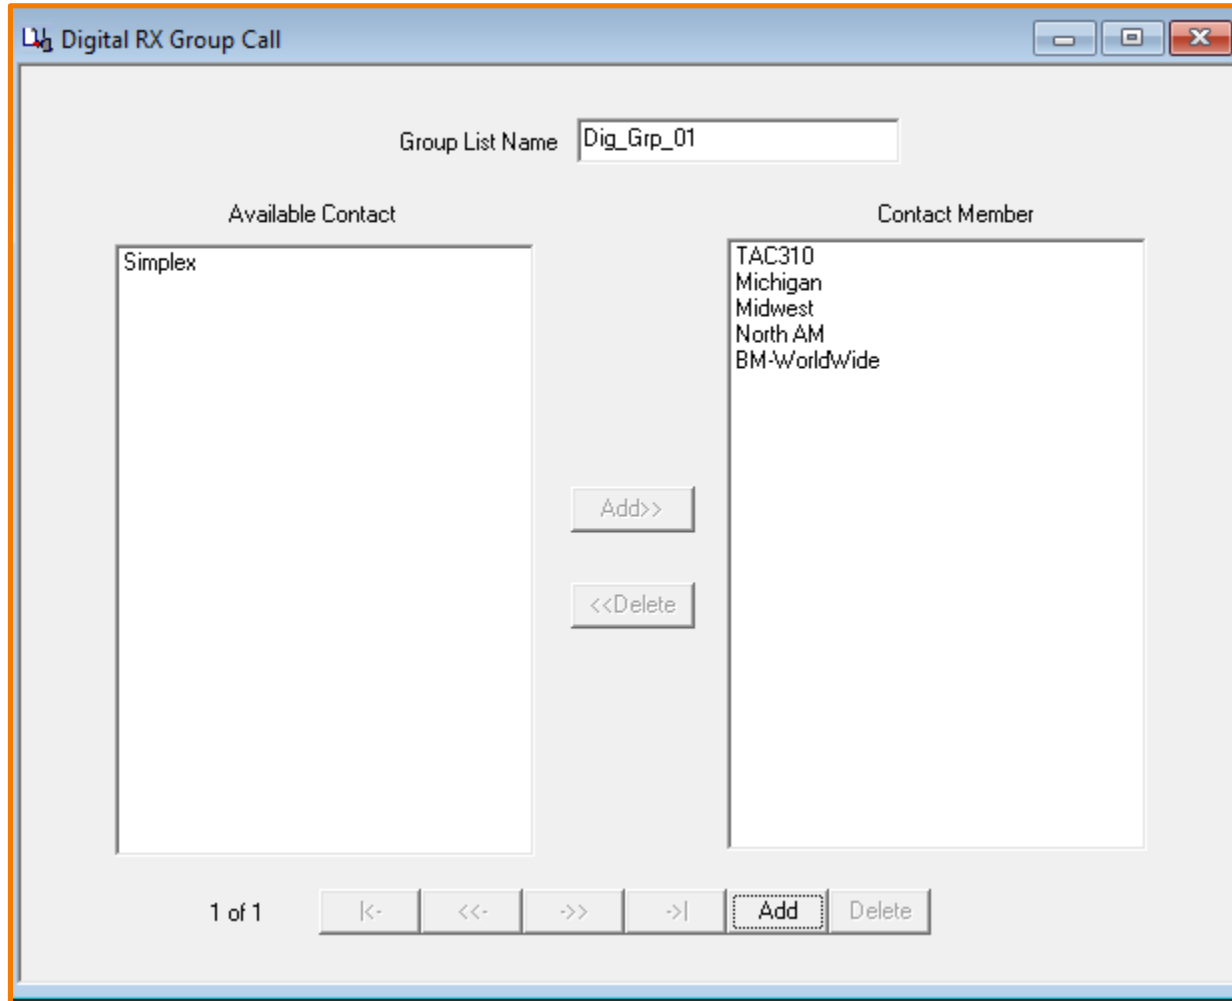 Digital RX Group Call
Group List Name Dig_Grp_01
Available Contact
Simplex
Contact Member
TAC310
Michigan
Midwest
North AM
BM-WorldWide
Add>>
<<Delete
1 of 1 |<- <<- ->> ->| Add Delete